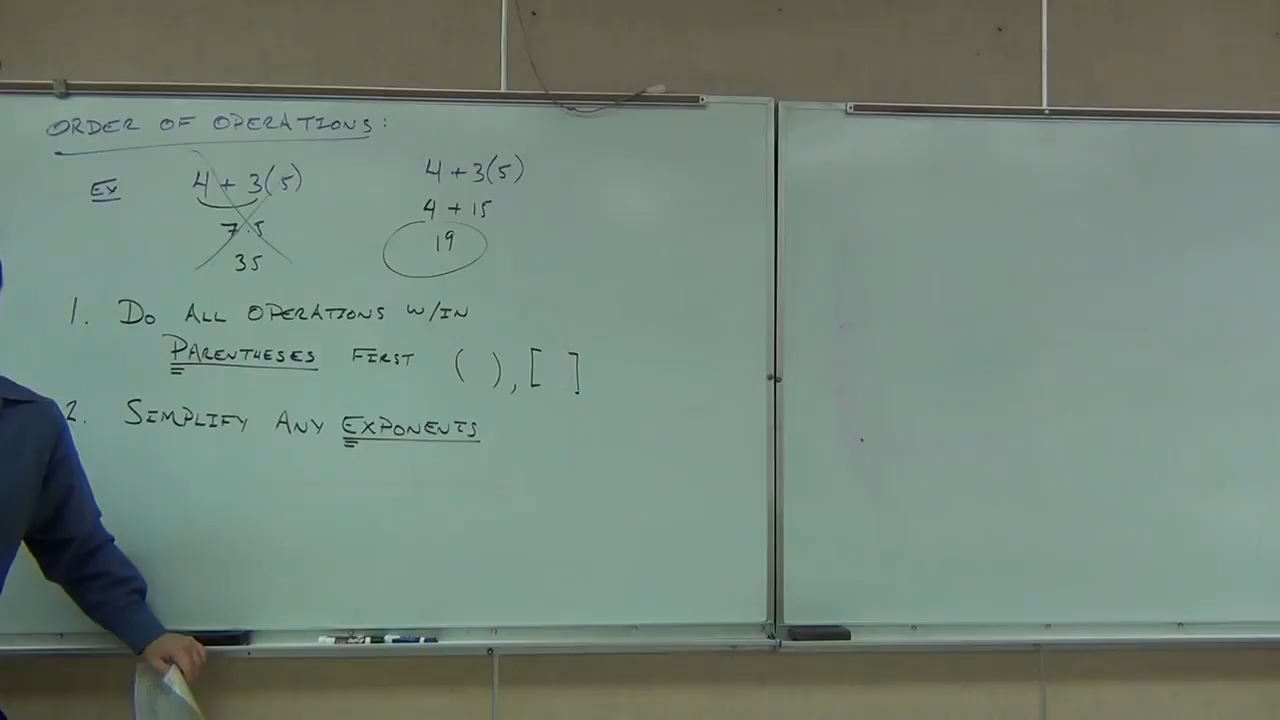 ORDER OF OPERATIONS:
Ex 4 + 3(5) 4 + 3(5)
7·5 4 + 15
35 19
1. DO ALL OPERATIONS W/IN
PARENTHESES FIRST ( ), [ ]
2. SIMPLIFY ANY EXPONENTS